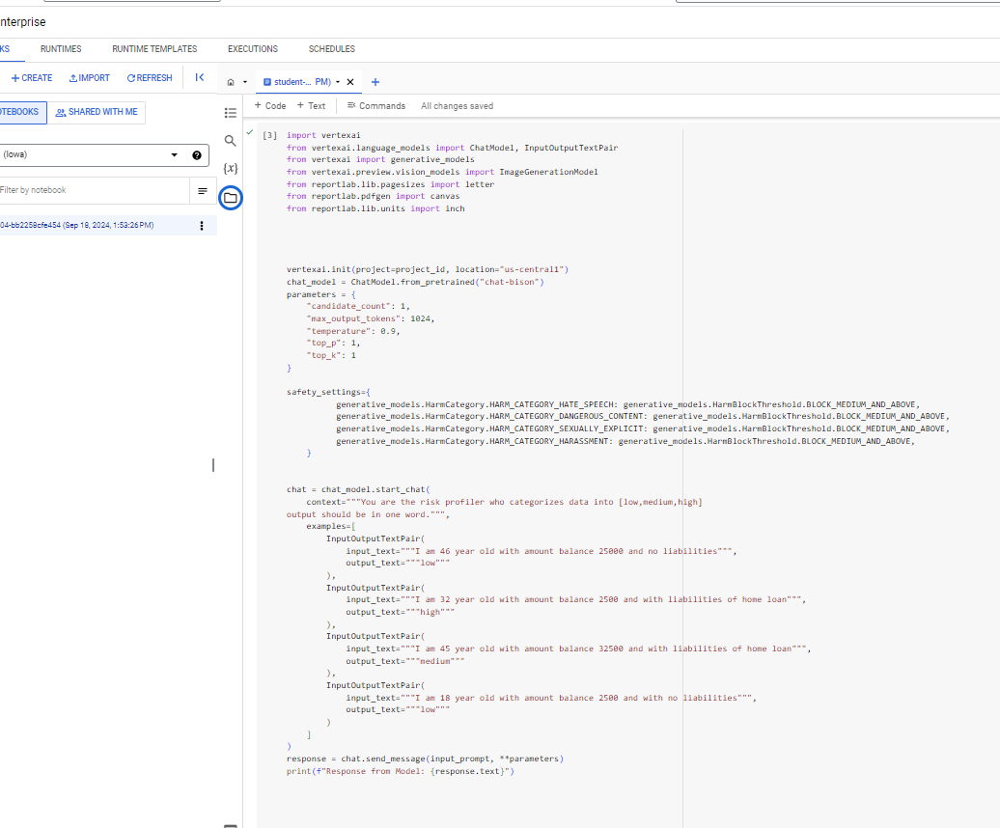 nterprise
KS RUNTIMES RUNTIME TEMPLATES EXECUTIONS SCHEDULES
+ CREATE IMPORT REFRESH
student-... PM)
OTEBOOKS SHARED WITH ME
+ Code + Text Commands All changes saved
(Iowa)
Filter by notebook
04-bb2258cfe454 (Sep 18, 2024, 1:53:26 PM)
{x}
[3] import vertexai
from vertexai.language_models import ChatModel, InputOutputTextPair
from vertexai import generative_models
from vertexai.preview.vision_models import ImageGenerationModel
from reportlab.lib.pagesizes import letter
from reportlab.pdfgen import canvas
from reportlab.lib.units import inch
vertexai.init(project=project_id, location="us-central1")
chat_model = ChatModel.from_pretrained("chat-bison")
parameters = {
"candidate_count": 1,
"max_output_tokens": 1024,
"temperature": 0.9,
"top_p": 1,
"top_k": 1
}
safety_settings={
generative_models.HarmCategory.HARM_CATEGORY_HATE_SPEECH: generative_models.HarmBlockThreshold.BLOCK_MEDIUM_AND_ABOVE,
generative_models.HarmCategory.HARM_CATEGORY_DANGEROUS_CONTENT: generative_models.HarmBlockThreshold.BLOCK_MEDIUM_AND_ABOVE,
generative_models.HarmCategory.HARM_CATEGORY_SEXUALLY_EXPLICIT: generative_models.HarmBlockThreshold.BLOCK_MEDIUM_AND_ABOVE,
generative_models.HarmCategory.HARM_CATEGORY_HARASSMENT: generative_models.HarmBlockThreshold.BLOCK_MEDIUM_AND_ABOVE,
}
chat = chat_model.start_chat(
context="""You are the risk profiler who categorizes data into [low,medium,high]
output should be in one word.""",
examples=[
InputOutputTextPair(
input_text="""I am 46 year old with amount balance 25000 and no liabilities""",
output_text="""low"""
),
InputOutputTextPair(
input_text="""I am 32 year old with amount balance 2500 and with liabilities of home loan""",
output_text="""high"""
),
InputOutputTextPair(
input_text="""I am 45 year old with amount balance 32500 and with liabilities of home loan""",
output_text="""medium"""
),
InputOutputTextPair(
input_text="""I am 18 year old with amount balance 2500 and with no liabilities""",
output_text="""low"""
)
]
)
response = chat.send_message(input_prompt, **parameters)
print(f"Response from Model: {response.text}")